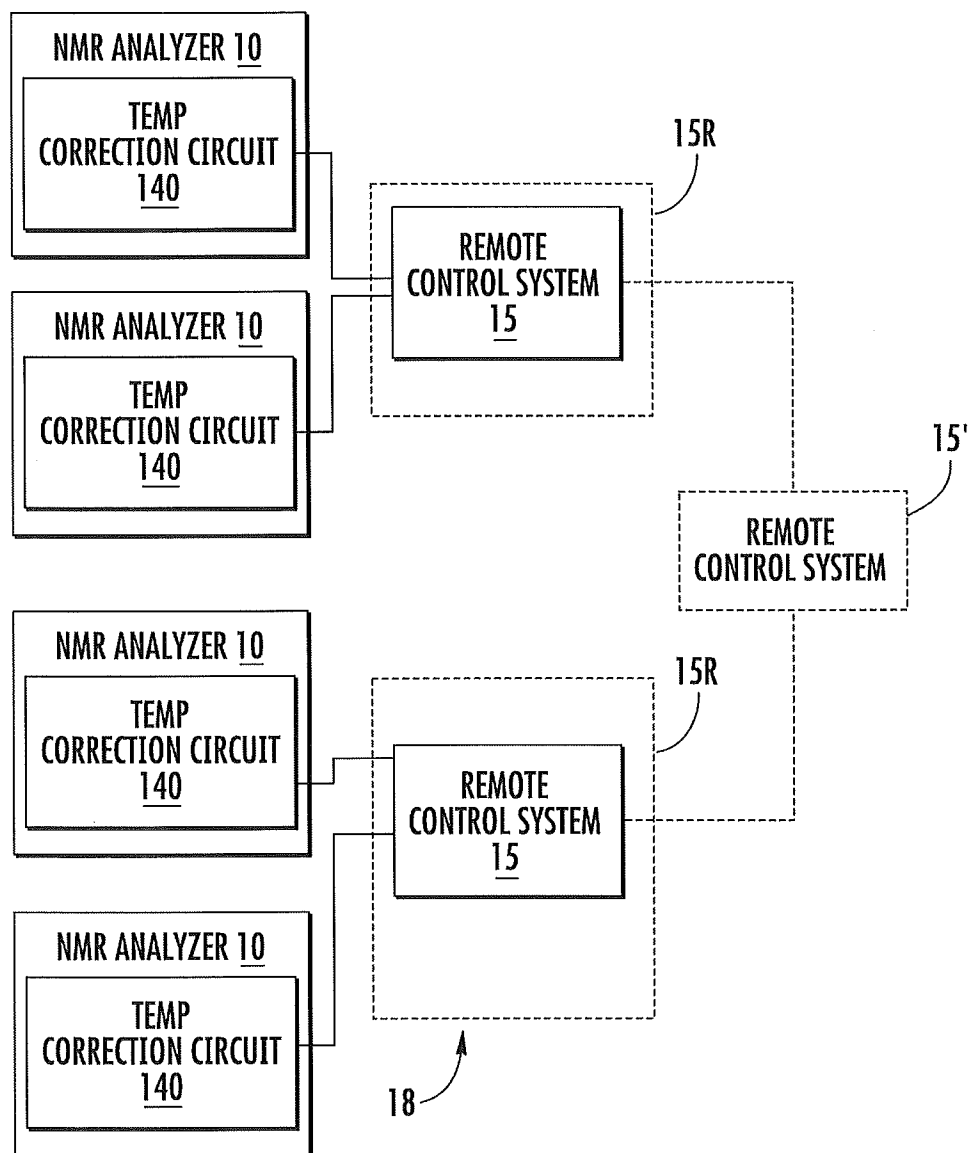 NMR ANALYZER 10
TEMP
CORRECTION CIRCUIT
140
15R
REMOTE
CONTROL SYSTEM
15
NMR ANALYZER 10
TEMP
CORRECTION CIRCUIT
140
15'
REMOTE
CONTROL SYSTEM
NMR ANALYZER 10
TEMP
CORRECTION CIRCUIT
140
15R
REMOTE
CONTROL SYSTEM
15
NMR ANALYZER 10
TEMP
CORRECTION CIRCUIT
140
18